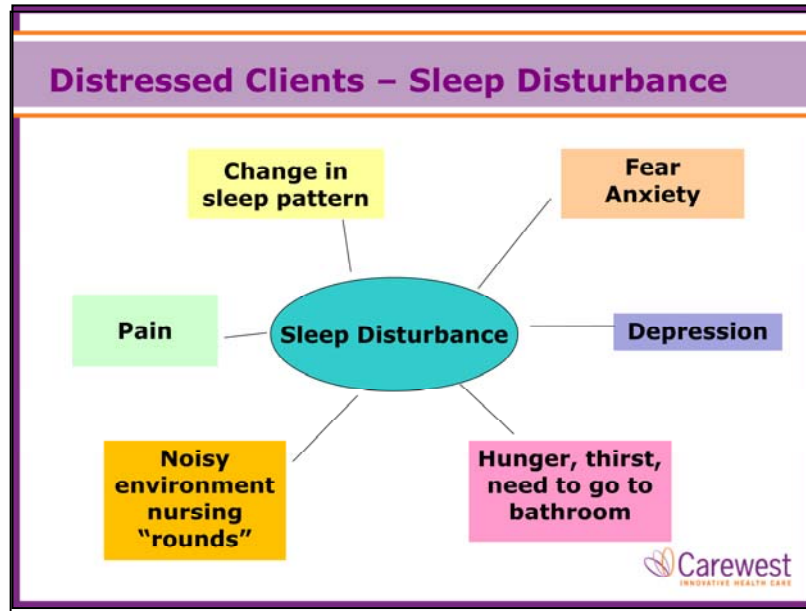 Distressed Clients – Sleep Disturbance
Change in
sleep pattern
Fear
Anxiety
Pain
Sleep Disturbance
Depression
Noisy
environment
nursing
“rounds”
Hunger, thirst,
need to go to
bathroom
Carewest
INNOVATIVE HEALTH CARE